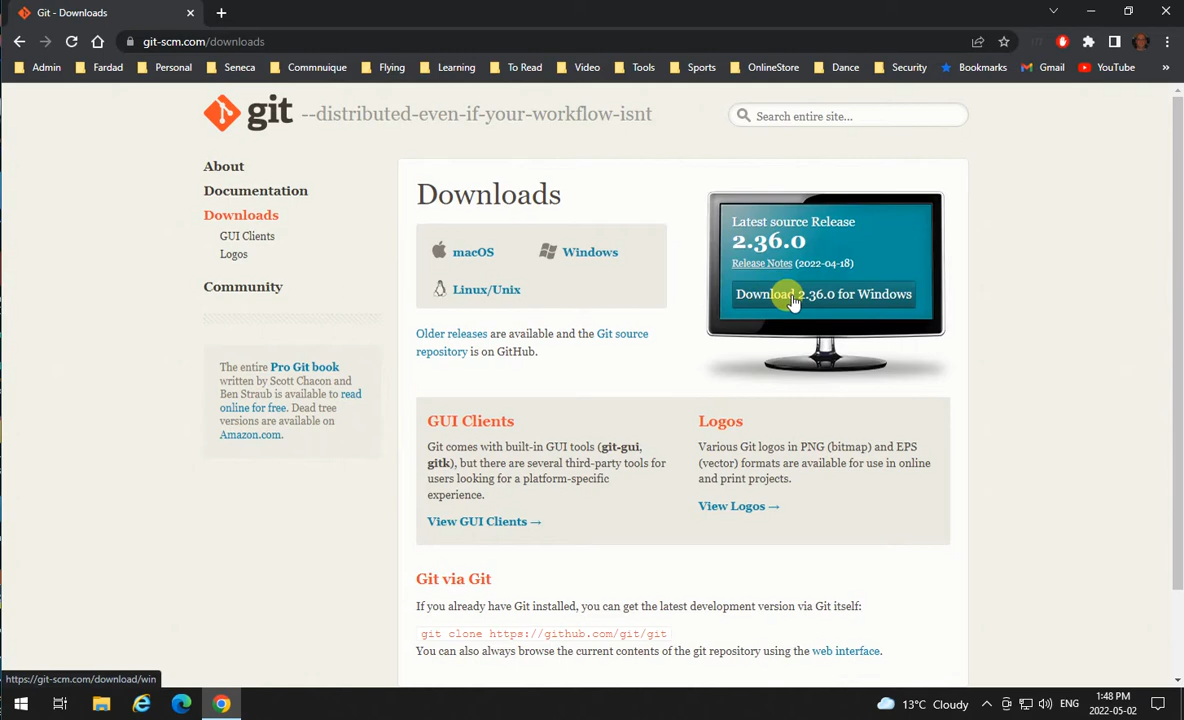 Git - Downloads
git-scm.com/downloads
Admin Fardad Personal Seneca Commnuique Flying Learning To Read Video Tools Sports OnlineStore Dance Security Bookmarks Gmail YouTube »
git --distributed-even-if-your-workflow-isnt
Search entire site...
About
Documentation
Downloads
GUI Clients
Logos
Community
The entire Pro Git book
written by Scott Chacon and
Ben Straub is available to read
online for free. Dead tree
versions are available on
Amazon.com.
Downloads
macOS Windows
Linux/Unix
Older releases are available and the Git source
repository is on GitHub.
Latest source Release
2.36.0
Release Notes (2022-04-18)
Download 2.36.0 for Windows
GUI Clients
Git comes with built-in GUI tools (git-gui,
gitk), but there are several third-party tools for
users looking for a platform-specific
experience.
View GUI Clients →
Logos
Various Git logos in PNG (bitmap) and EPS
(vector) formats are available for use in online
and print projects.
View Logos →
Git via Git
If you already have Git installed, you can get the latest development version via Git itself:
git clone https://github.com/git/git
You can also always browse the current contents of the git repository using the web interface.
https://git-scm.com/download/win
13°C Cloudy ENG 1:48 PM
2022-05-02